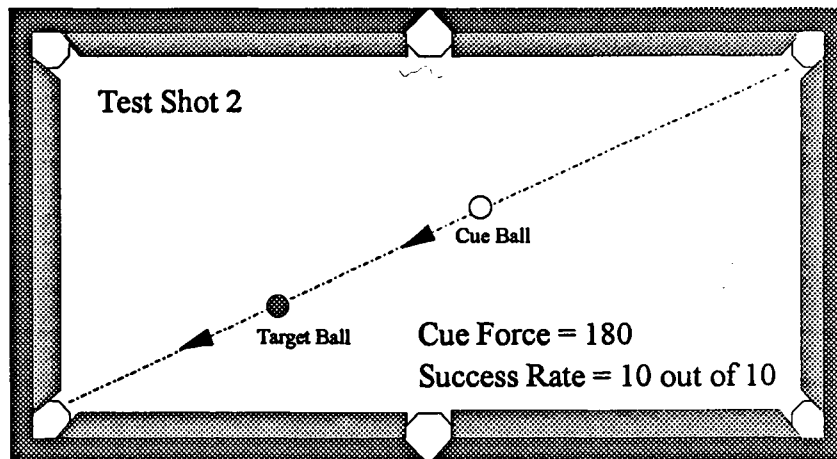 Test Shot 2
Cue Ball
Target Ball
Cue Force = 180
Success Rate = 10 out of 10